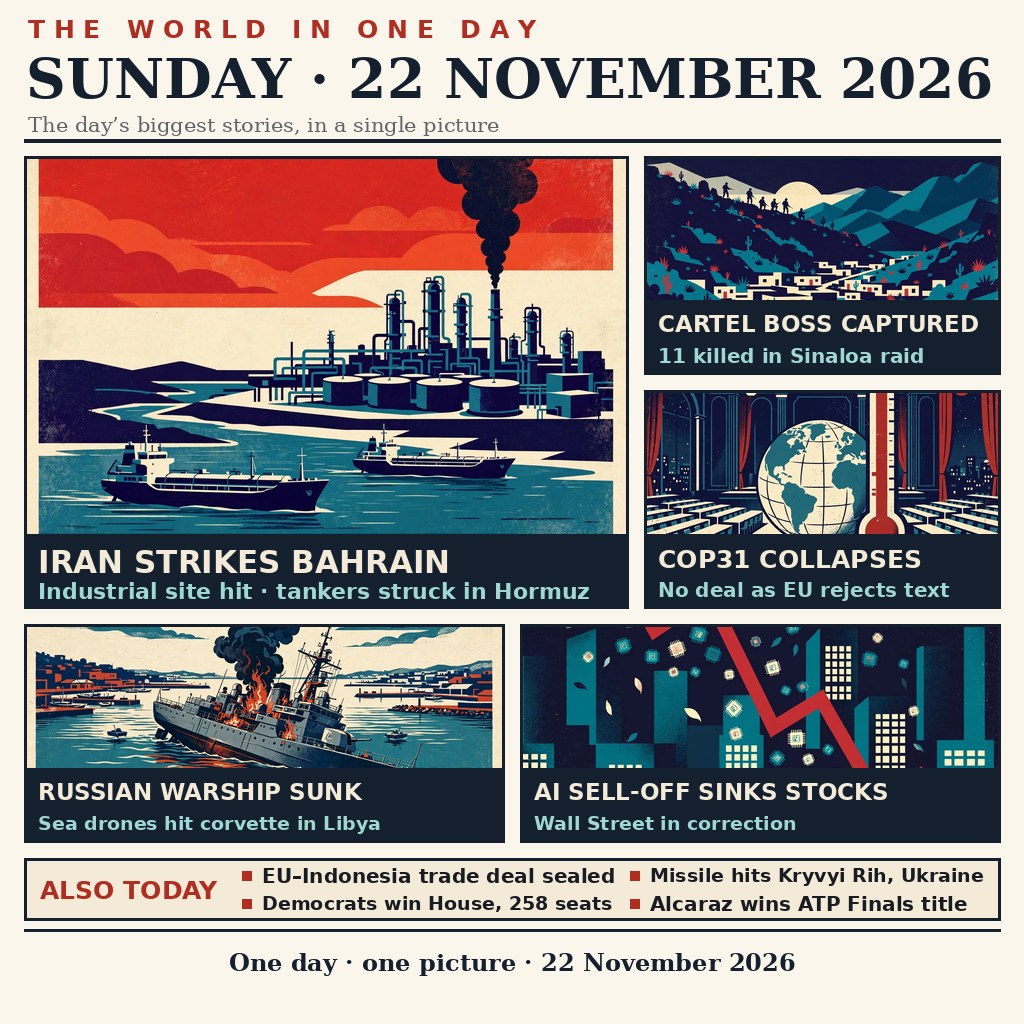 THE WORLD IN ONE DAY
SUNDAY · 22 NOVEMBER 2026
The day’s biggest stories, in a single picture
IRAN STRIKES BAHRAIN
Industrial site hit · tankers struck in Hormuz
CARTEL BOSS CAPTURED
11 killed in Sinaloa raid
COP31 COLLAPSES
No deal as EU rejects text
RUSSIAN WARSHIP SUNK
Sea drones hit corvette in Libya
AI SELL-OFF SINKS STOCKS
Wall Street in correction
ALSO TODAY
EU–Indonesia trade deal sealed
Democrats win House, 258 seats
Missile hits Kryvyi Rih, Ukraine
Alcaraz wins ATP Finals title
One day · one picture · 22 November 2026